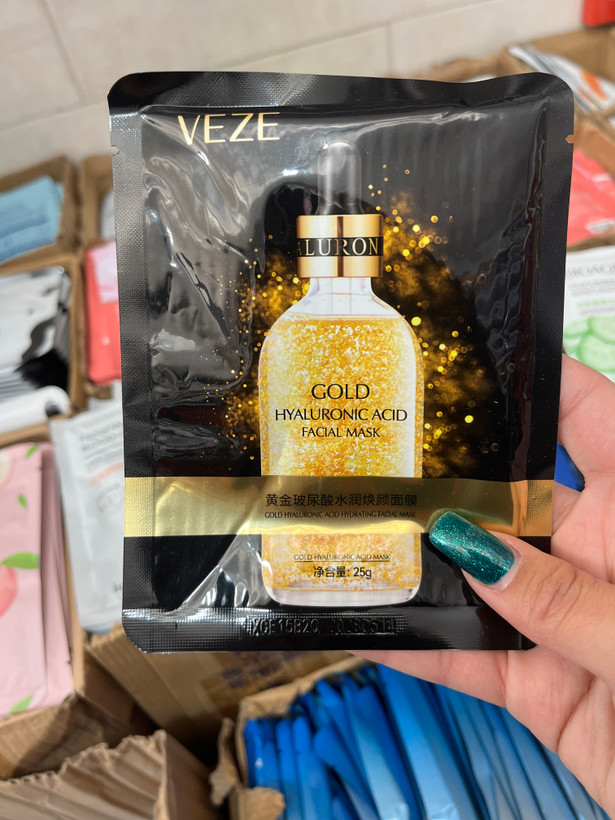 VEZE
LURON
GOLD
HYALURONIC ACID
FACIAL MASK
黄金玻尿酸水润焕颜面膜
GOLD HYALURONIC ACID HYDRATING FACIAL MASK
GOLD HYALURONIC ACID MASK
净含量: 25g